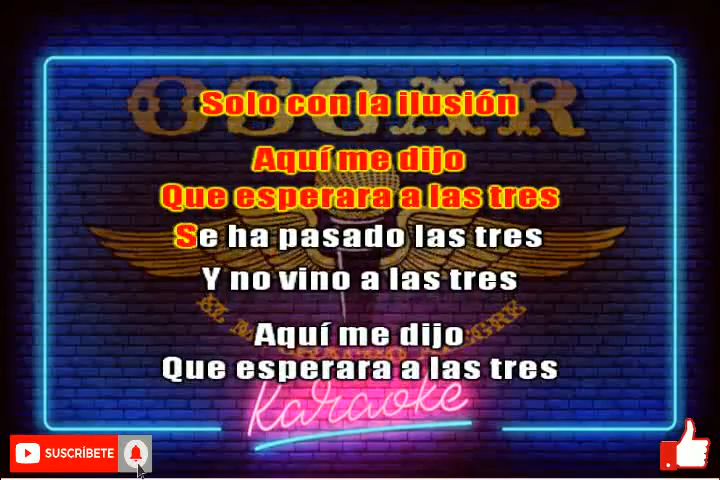 OSCAR
Solo con la ilusión
Aquí me dijo
Que esperara a las tres
Se ha pasado las tres
Y no vino a las tres
Aquí me dijo
Que esperara a las tres
Karaoke
SUSCRÍBETE